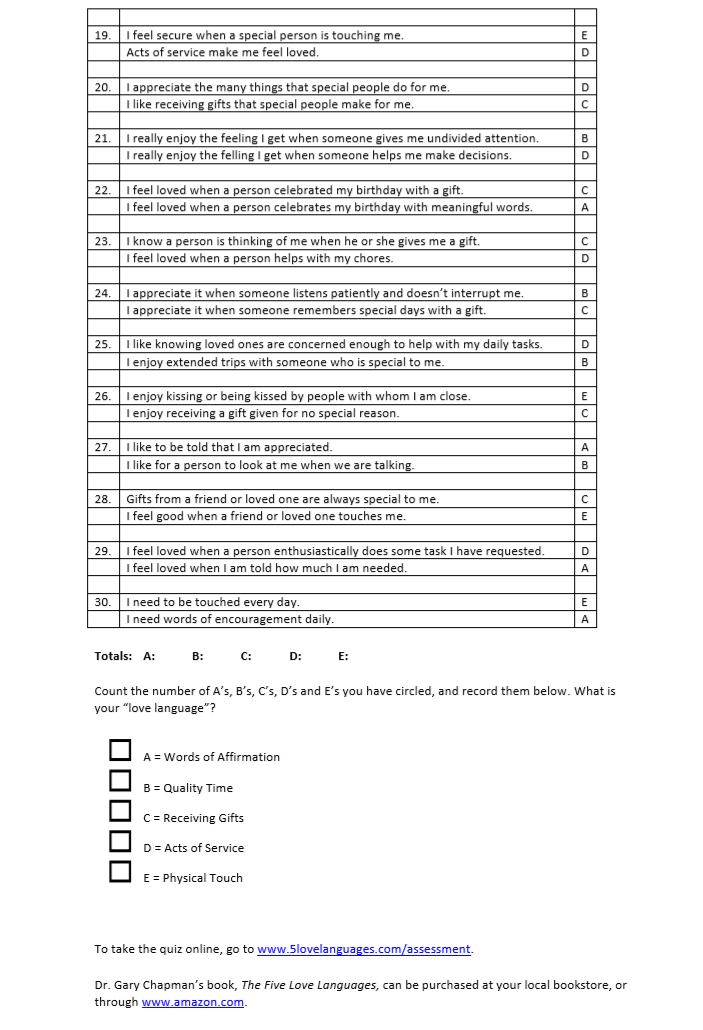 19. I feel secure when a special person is touching me. E
Acts of service make me feel loved. D
20. I appreciate the many things that special people do for me. D
I like receiving gifts that special people make for me. C
21. I really enjoy the feeling I get when someone gives me undivided attention. B
I really enjoy the felling I get when someone helps me make decisions. D
22. I feel loved when a person celebrated my birthday with a gift. C
I feel loved when a person celebrates my birthday with meaningful words. A
23. I know a person is thinking of me when he or she gives me a gift. C
I feel loved when a person helps with my chores. D
24. I appreciate it when someone listens patiently and doesn’t interrupt me. B
I appreciate it when someone remembers special days with a gift. C
25. I like knowing loved ones are concerned enough to help with my daily tasks. D
I enjoy extended trips with someone who is special to me. B
26. I enjoy kissing or being kissed by people with whom I am close. E
I enjoy receiving a gift given for no special reason. C
27. I like to be told that I am appreciated. A
I like for a person to look at me when we are talking. B
28. Gifts from a friend or loved one are always special to me. C
I feel good when a friend or loved one touches me. E
29. I feel loved when a person enthusiastically does some task I have requested. D
I feel loved when I am told how much I am needed. A
30. I need to be touched every day. E
I need words of encouragement daily. A
Totals: A: B: C: D: E:
Count the number of A’s, B’s, C’s, D’s and E’s you have circled, and record them below. What is
your “love language”?
A = Words of Affirmation
B = Quality Time
C = Receiving Gifts
D = Acts of Service
E = Physical Touch
To take the quiz online, go to www.5lovelanguages.com/assessment.
Dr. Gary Chapman’s book, The Five Love Languages, can be purchased at your local bookstore, or
through www.amazon.com.